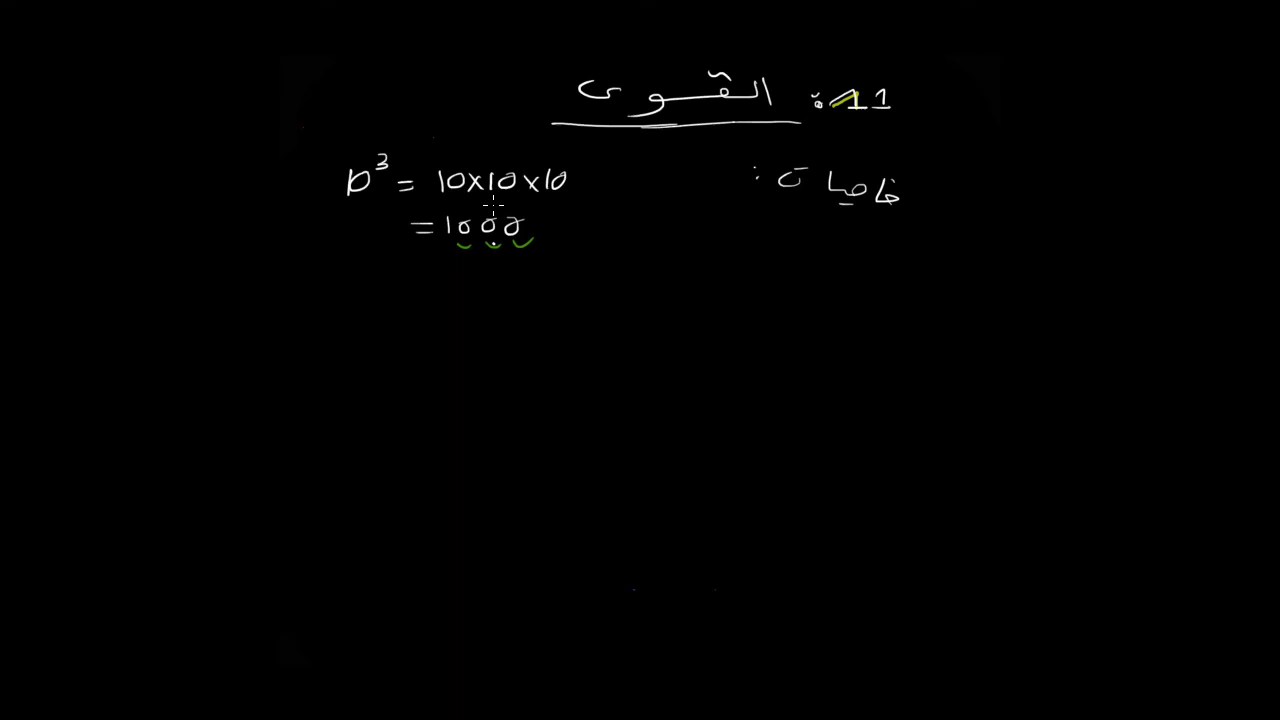 11: القوى
خاصيات :
10³ = 10×10×10
= 1000